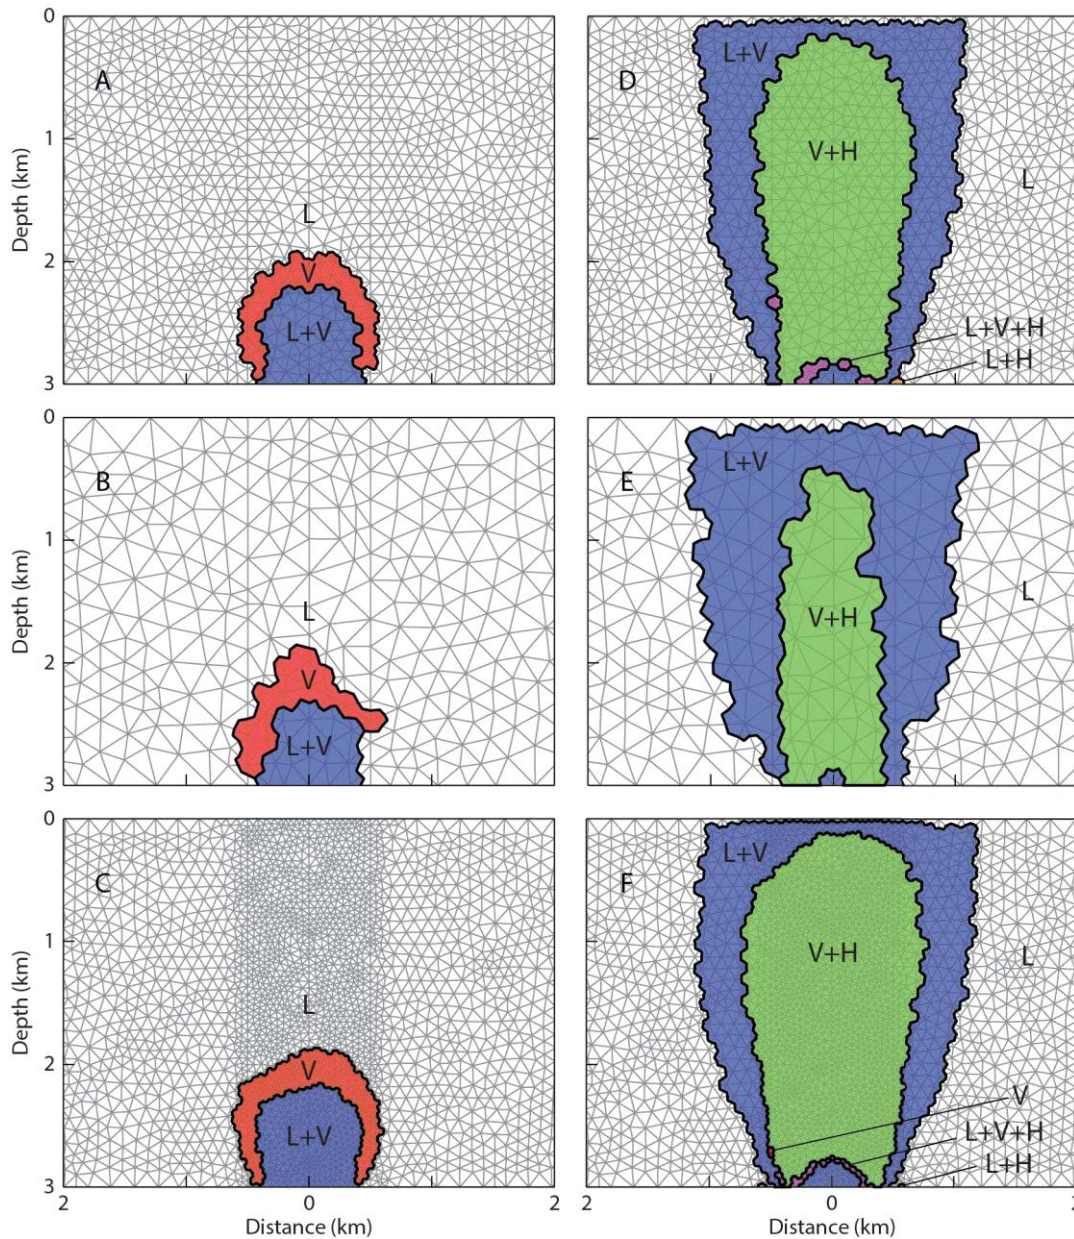 0
A
1
Depth (km)
L
2
V
L+V
3
D
L+V
V+H
L
L+V+H
L+H
0
B
1
Depth (km)
L
2
V
L+V
3
E
L+V
L
V+H
0
C
1
Depth (km)
L
2
V
L+V
3
2 0 2
Distance (km)
F
L+V
V+H
L
V
L+V+H
L+H
2 0 2
Distance (km)